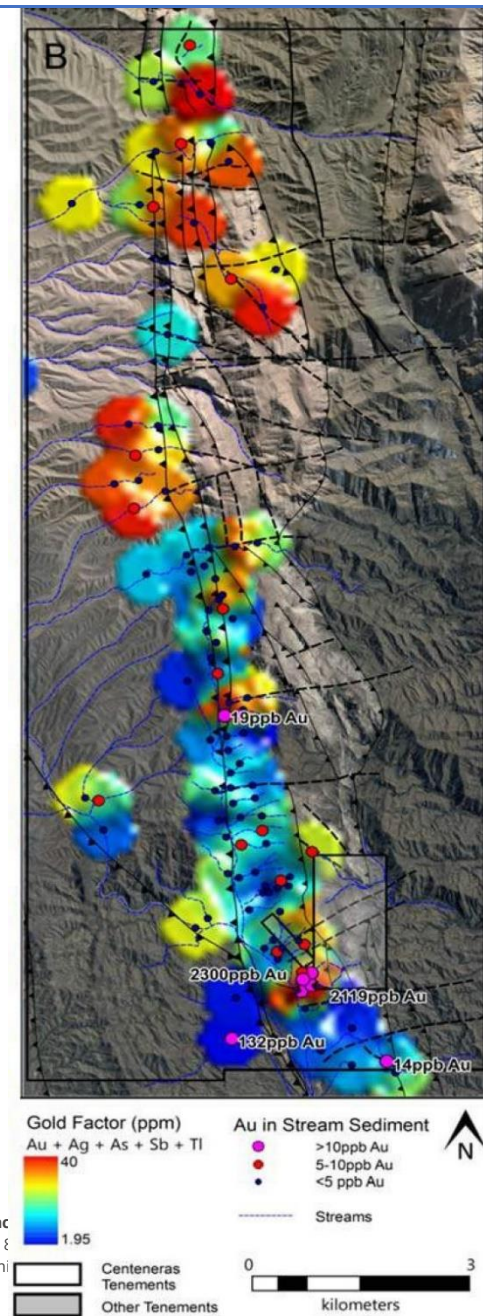 B
19ppb Au
2300ppb Au
2119ppb Au
132ppb Au
14ppb Au
Gold Factor (ppm)
Au + Ag + As + Sb + Tl
40
1.95
Au in Stream Sediment
>10ppb Au
5-10ppb Au
<5 ppb Au
Streams
N
Centeneras
Tenements
Other Tenements
0 3
kilometers